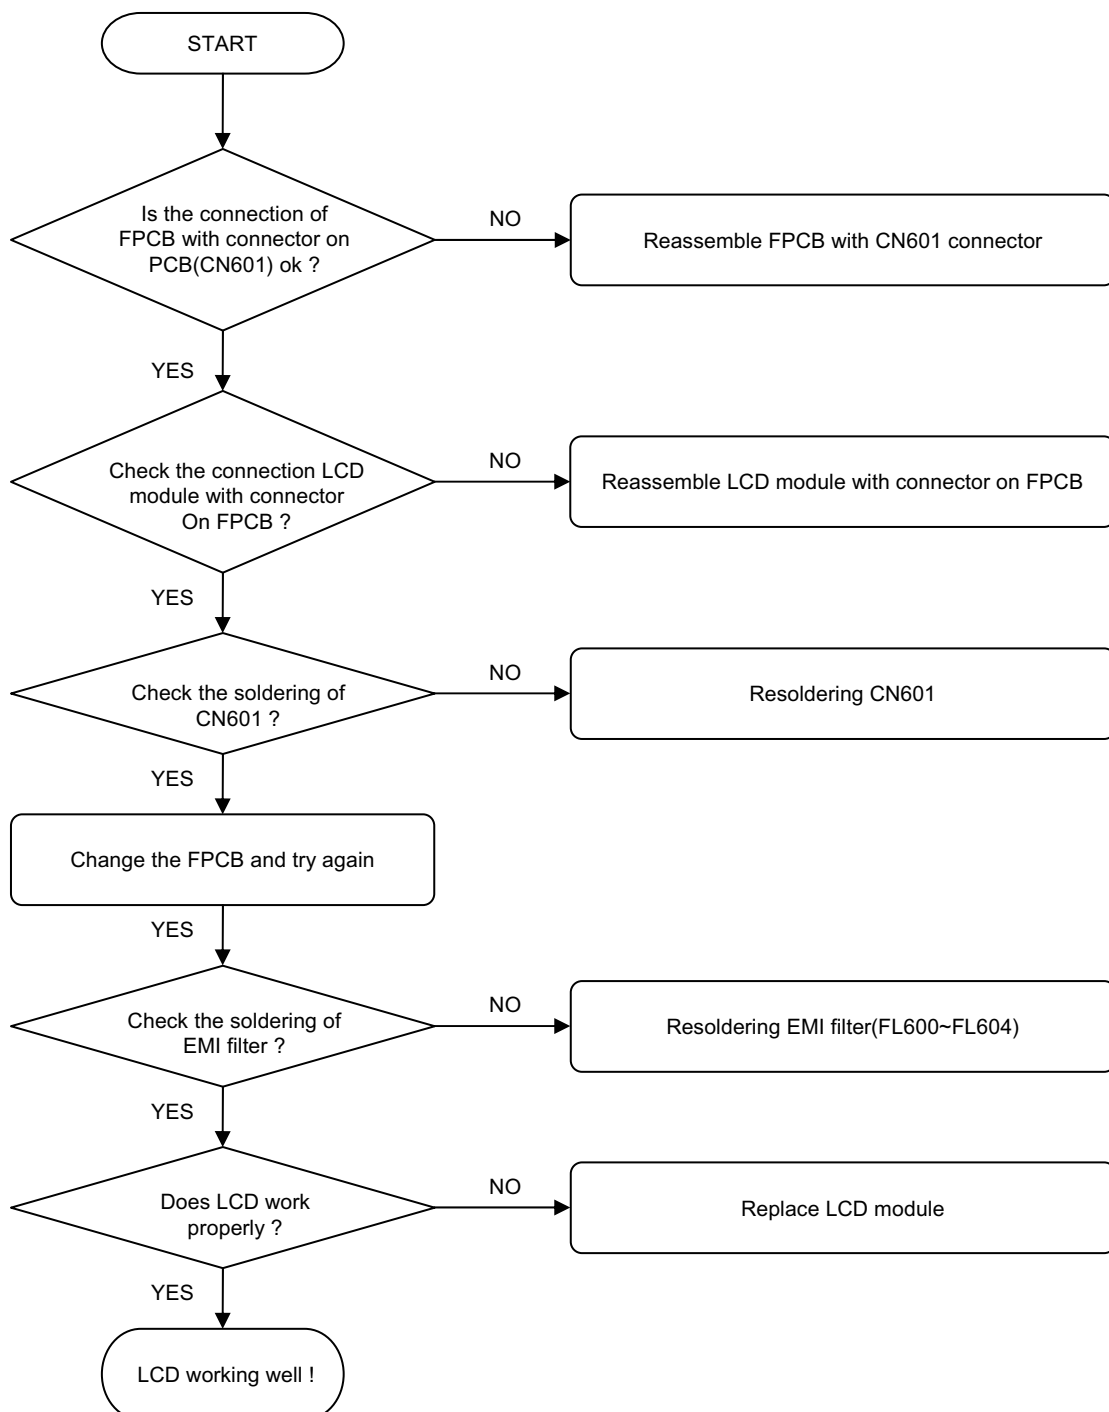 START
Is the connection of
FPCB with connector on
PCB(CN601) ok ?
NO
Reassemble FPCB with CN601 connector
YES
Check the connection LCD
module with connector
On FPCB ?
NO
Reassemble LCD module with connector on FPCB
YES
Check the soldering of
CN601 ?
NO
Resoldering CN601
YES
Change the FPCB and try again
YES
Check the soldering of
EMI filter ?
NO
Resoldering EMI filter(FL600~FL604)
YES
Does LCD work
properly ?
NO
Replace LCD module
YES
LCD working well !